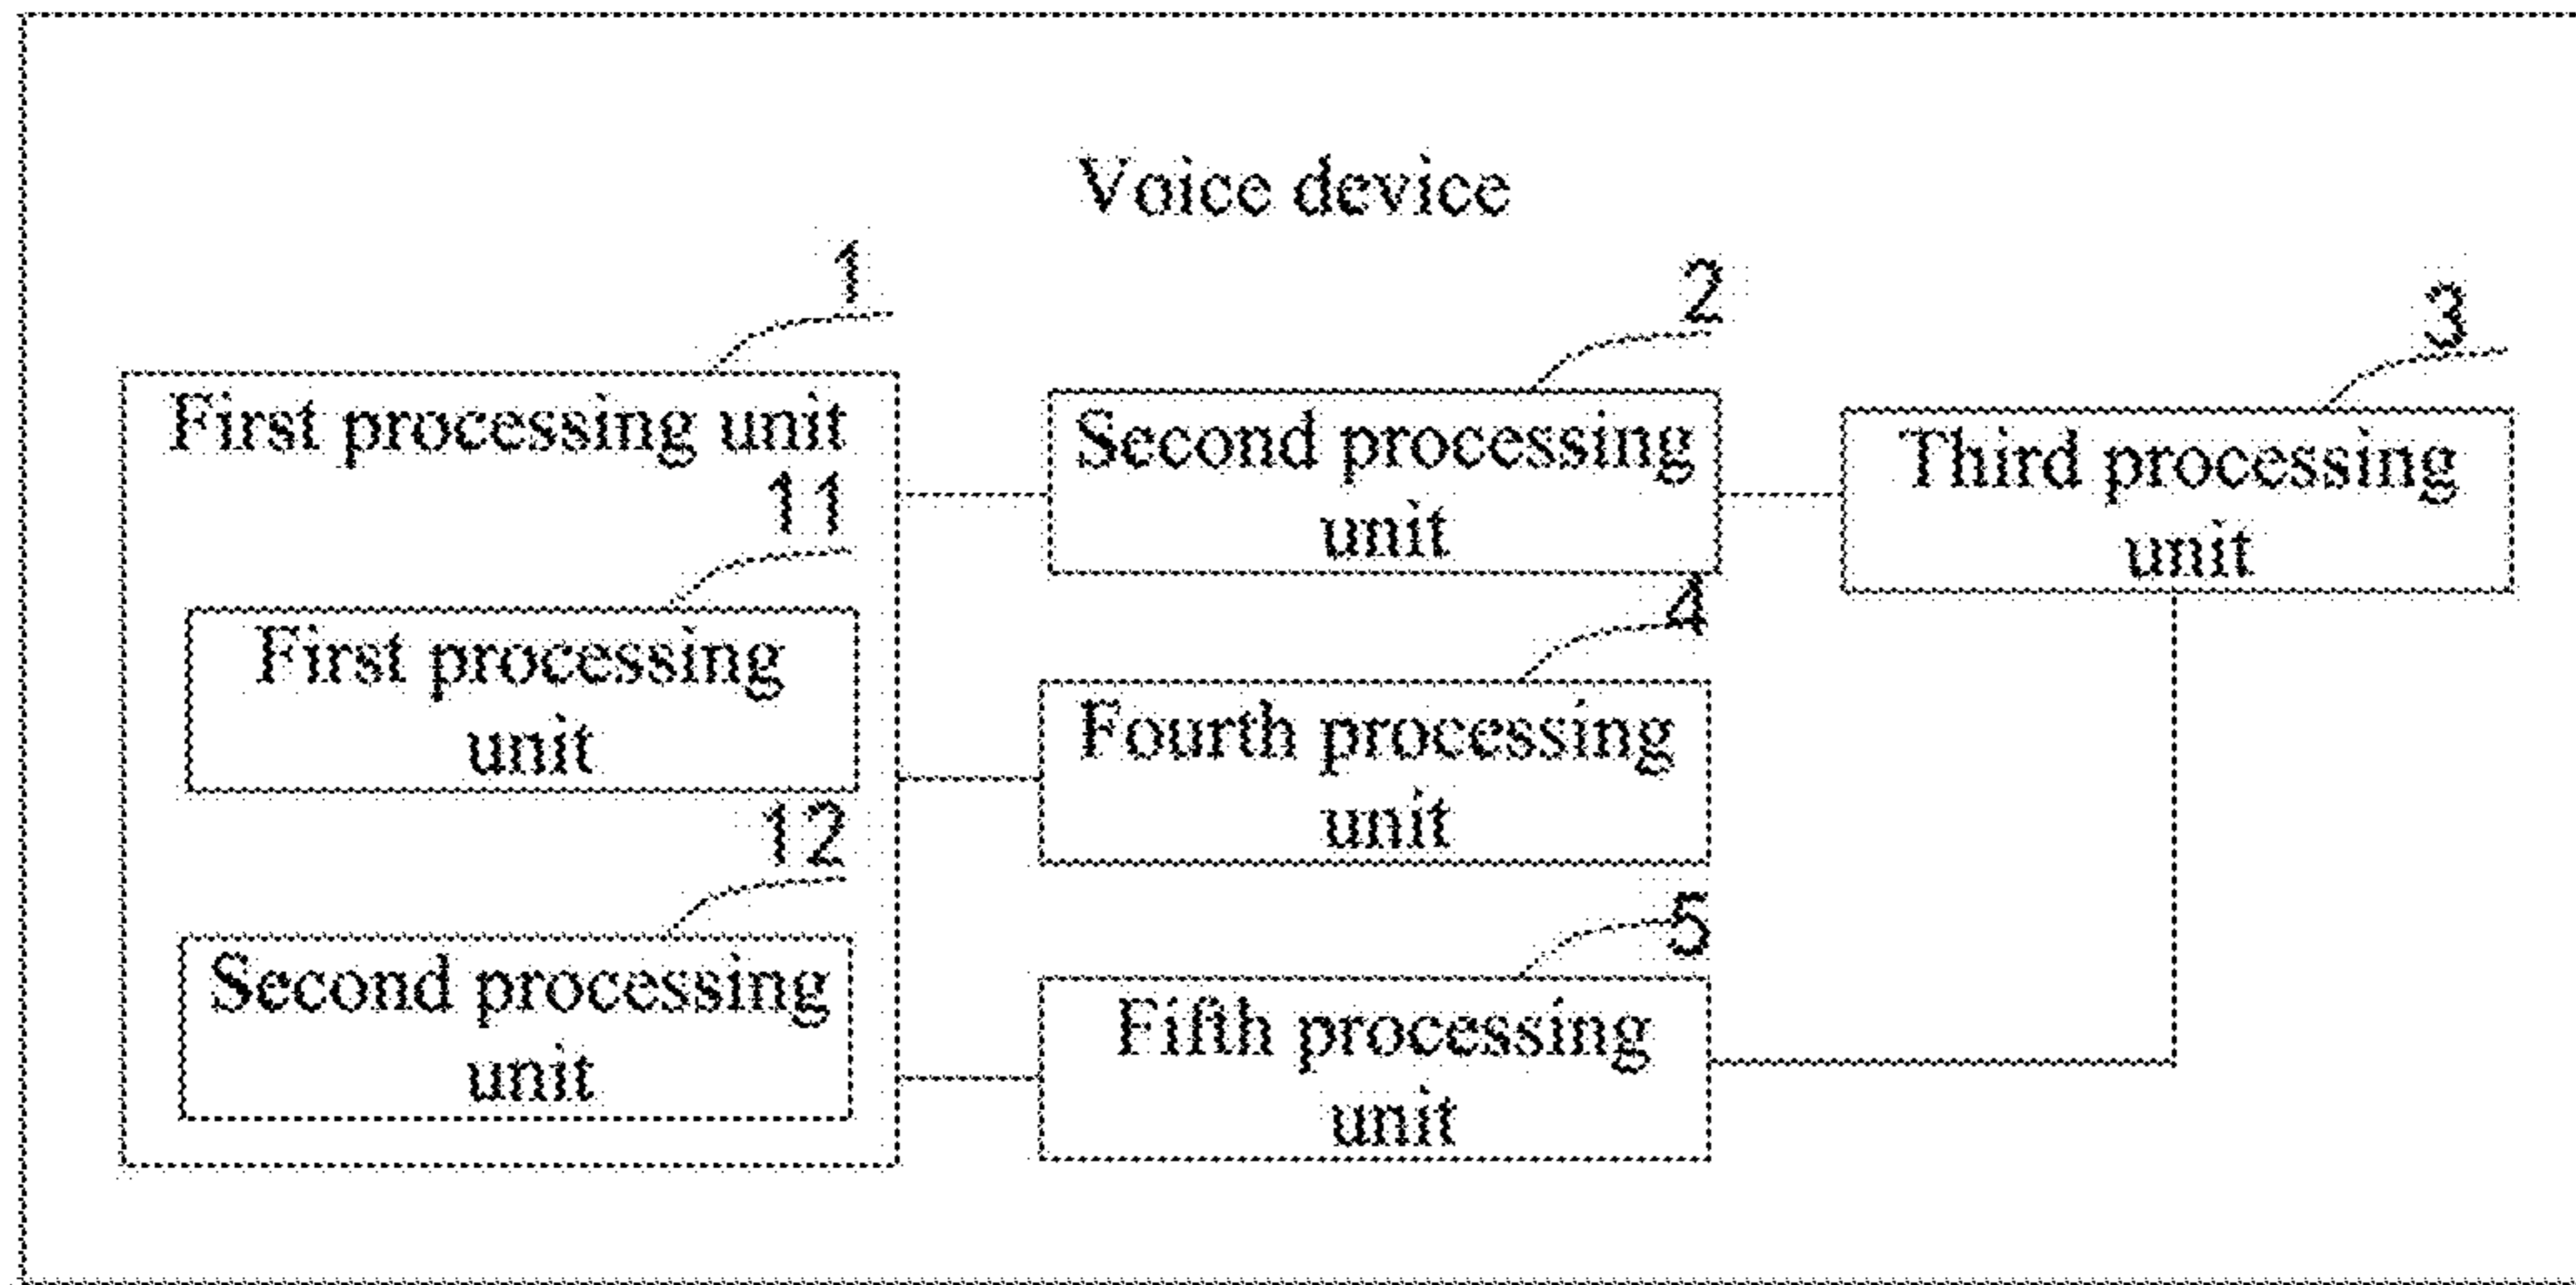 Voice device
1
First processing unit
11
First processing
unit
12
Second processing
unit
2
Second processing
unit
3
Third processing
unit
4
Fourth processing
unit
5
Fifth processing
unit